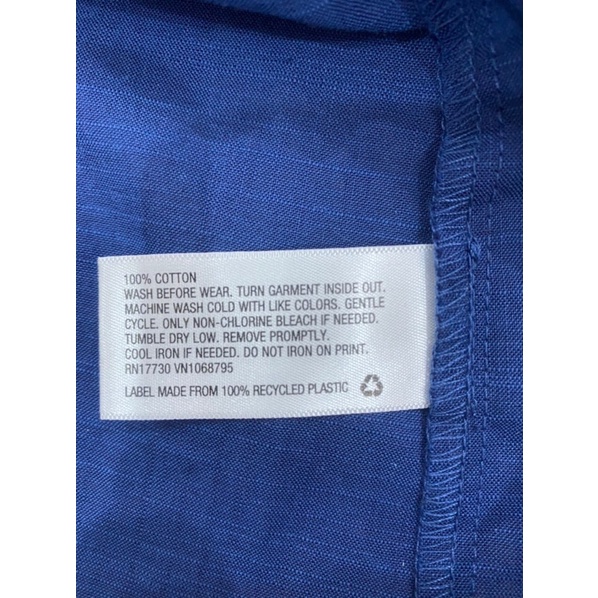 100% COTTON
WASH BEFORE WEAR. TURN GARMENT INSIDE OUT.
MACHINE WASH COLD WITH LIKE COLORS. GENTLE
CYCLE. ONLY NON-CHLORINE BLEACH IF NEEDED.
TUMBLE DRY LOW. REMOVE PROMPTLY.
COOL IRON IF NEEDED. DO NOT IRON ON PRINT.
RN17730 VN1068795
LABEL MADE FROM 100% RECYCLED PLASTIC